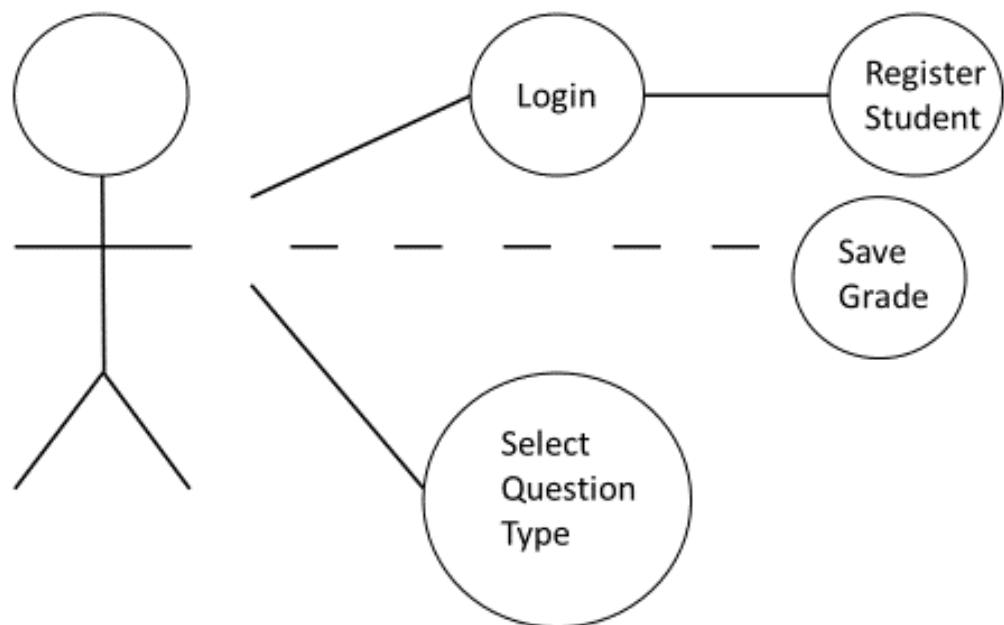 Login
Register
Student
Save
Grade
Select
Question
Type